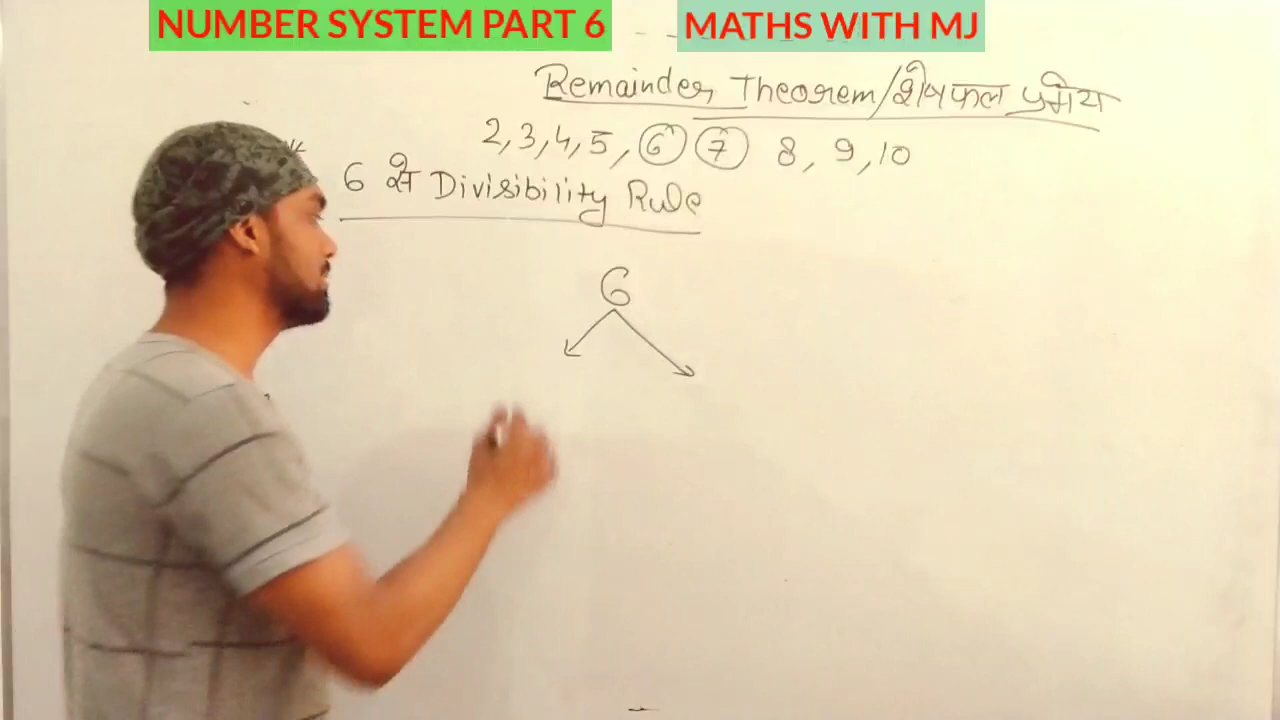 NUMBER SYSTEM PART 6 MATHS WITH MJ
Remainder Theorem/शेषफल प्रमेय
2, 3, 4, 5, 6 7 8, 9, 10
6 से Divisibility Rule
6